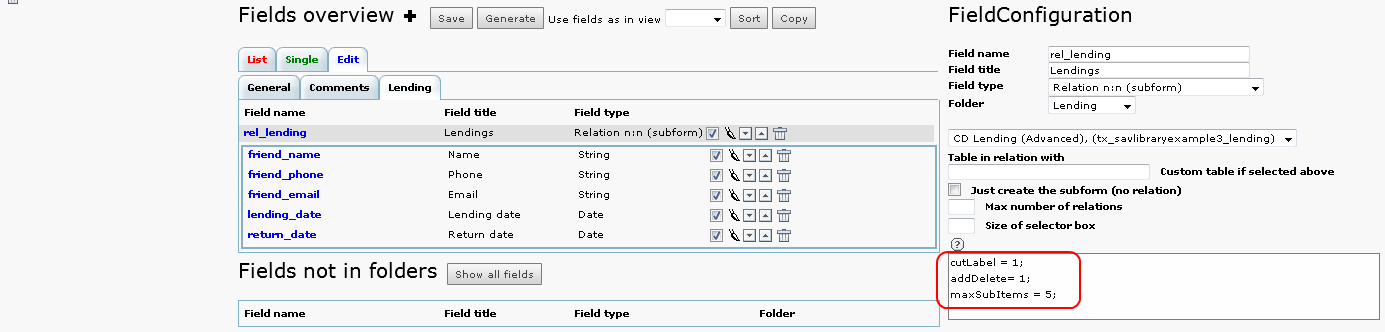 Fields overview + Save Generate Use fields as in view Sort Copy
List Single Edit
General Comments Lending
Field name Field title Field type
rel_lending Lendings Relation n:n (subform)
friend_name Name String
friend_phone Phone String
friend_email Email String
lending_date Lending date Date
return_date Return date Date
Fields not in folders Show all fields
Field name Field title Field type Folder
FieldConfiguration
Field name rel_lending
Field title Lendings
Field type Relation n:n (subform)
Folder Lending
CD Lending (Advanced), (tx_savlibraryexample3_lending)
Table in relation with
Custom table if selected above
Just create the subform (no relation)
Max number of relations
Size of selector box
?
cutLabel = 1;
addDelete= 1;
maxSubItems = 5;